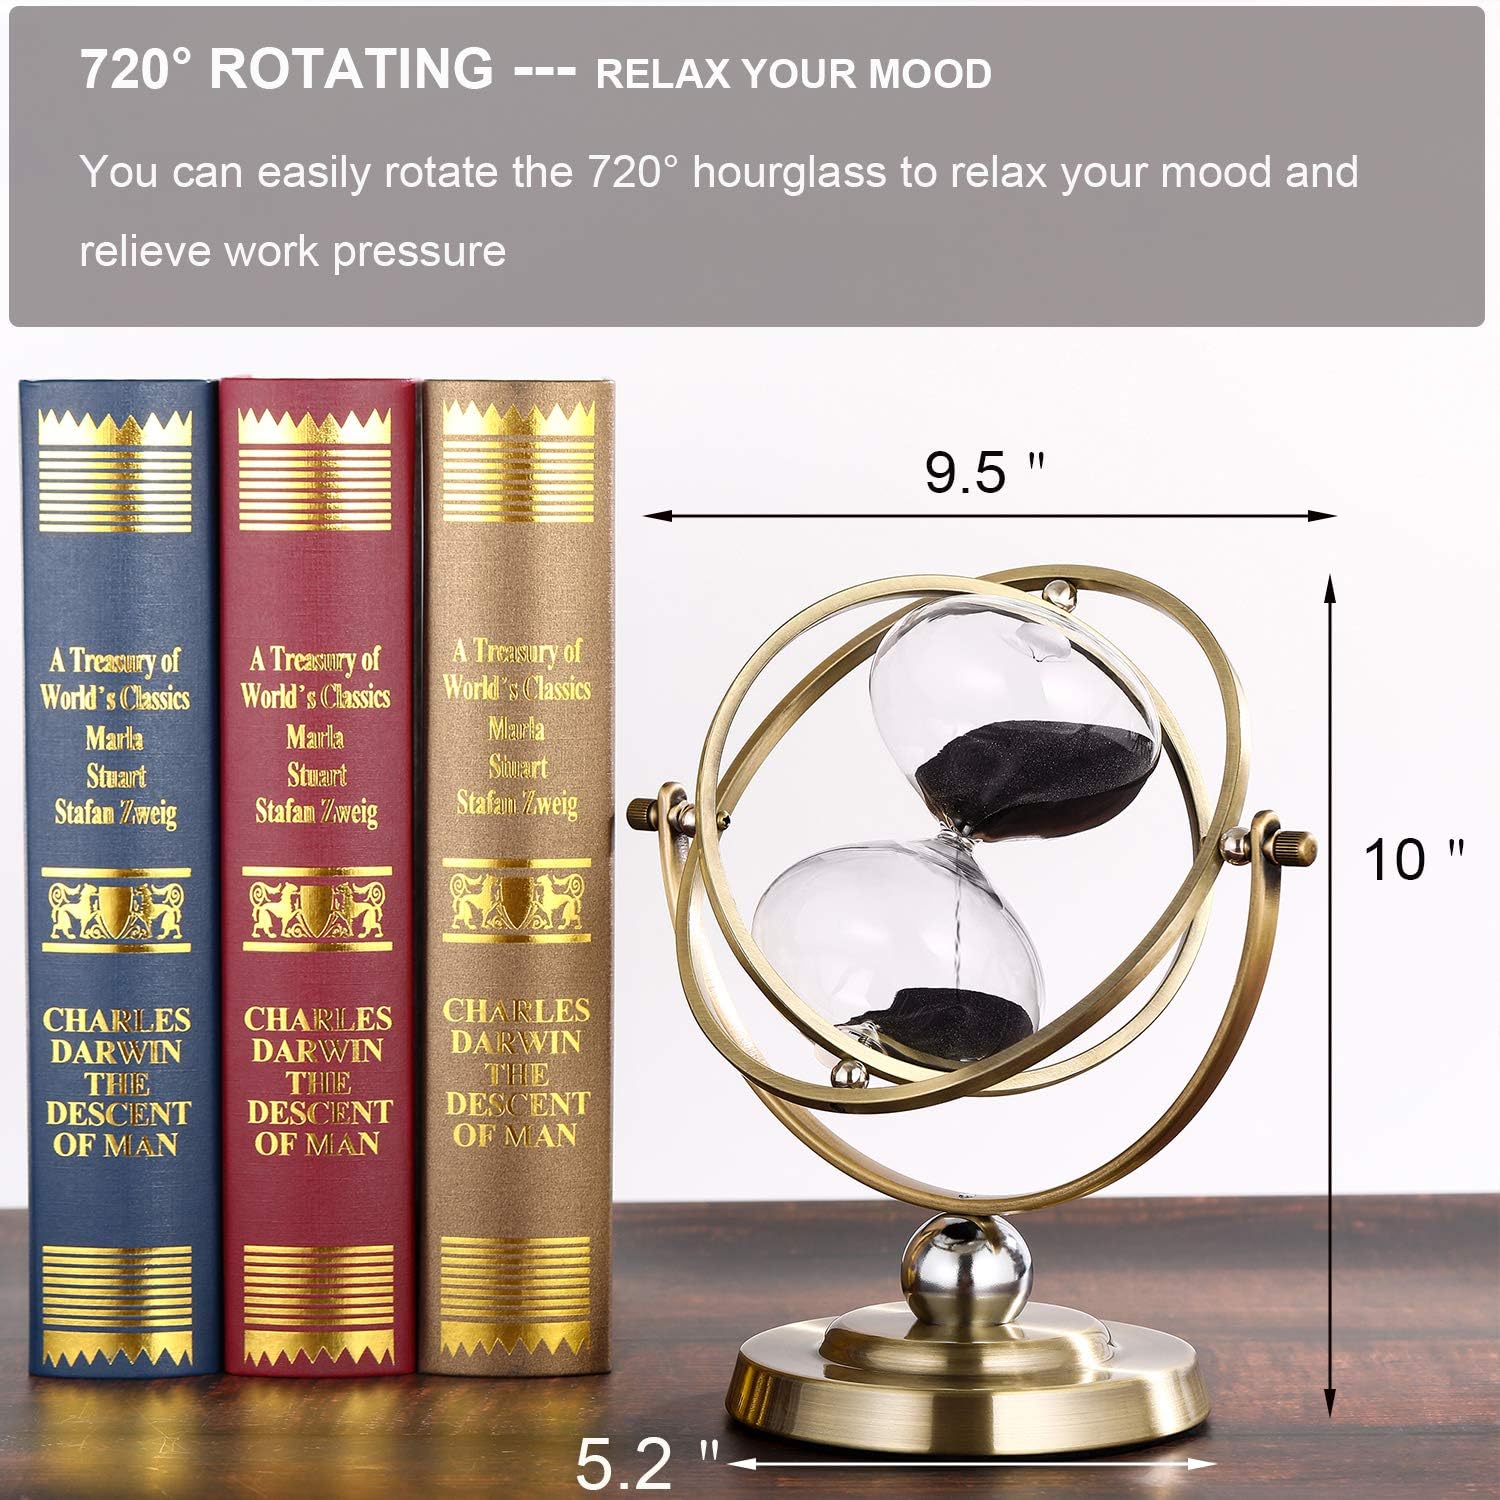 720° ROTATING --- RELAX YOUR MOOD
You can easily rotate the 720° hourglass to relax your mood and
relieve work pressure
A Treasury of
World's Classics
Marla
Stuart
Stafan Zweig
CHARLES
DARWIN
THE
DESCENT
OF MAN
A Treasury of
World's Classics
Marla
Stuart
Stafan Zweig
CHARLES
DARWIN
THE
DESCENT
OF MAN
A Treasury of
World's Classics
Marla
Stuart
Stafan Zweig
CHARLES
DARWIN
THE
DESCENT
OF MAN
9.5 "
10 "
5.2 "